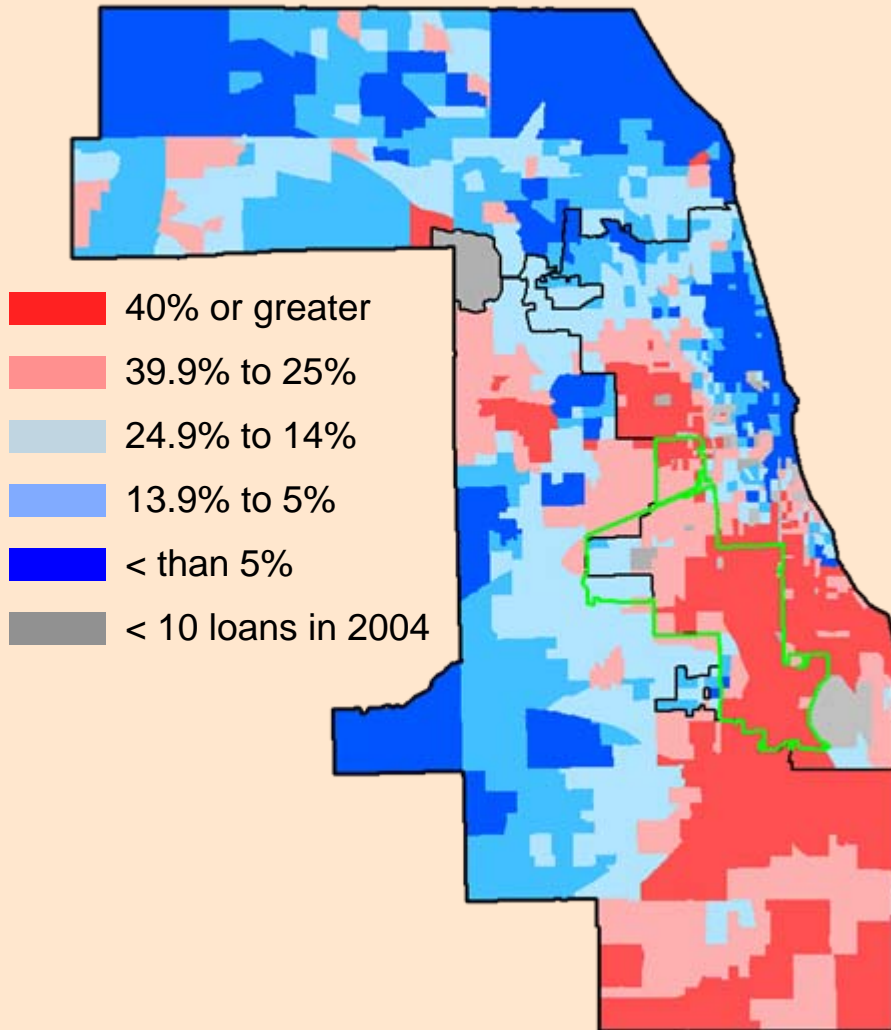 40% or greater
39.9% to 25%
24.9% to 14%
13.9% to 5%
< than 5%
< 10 loans in 2004